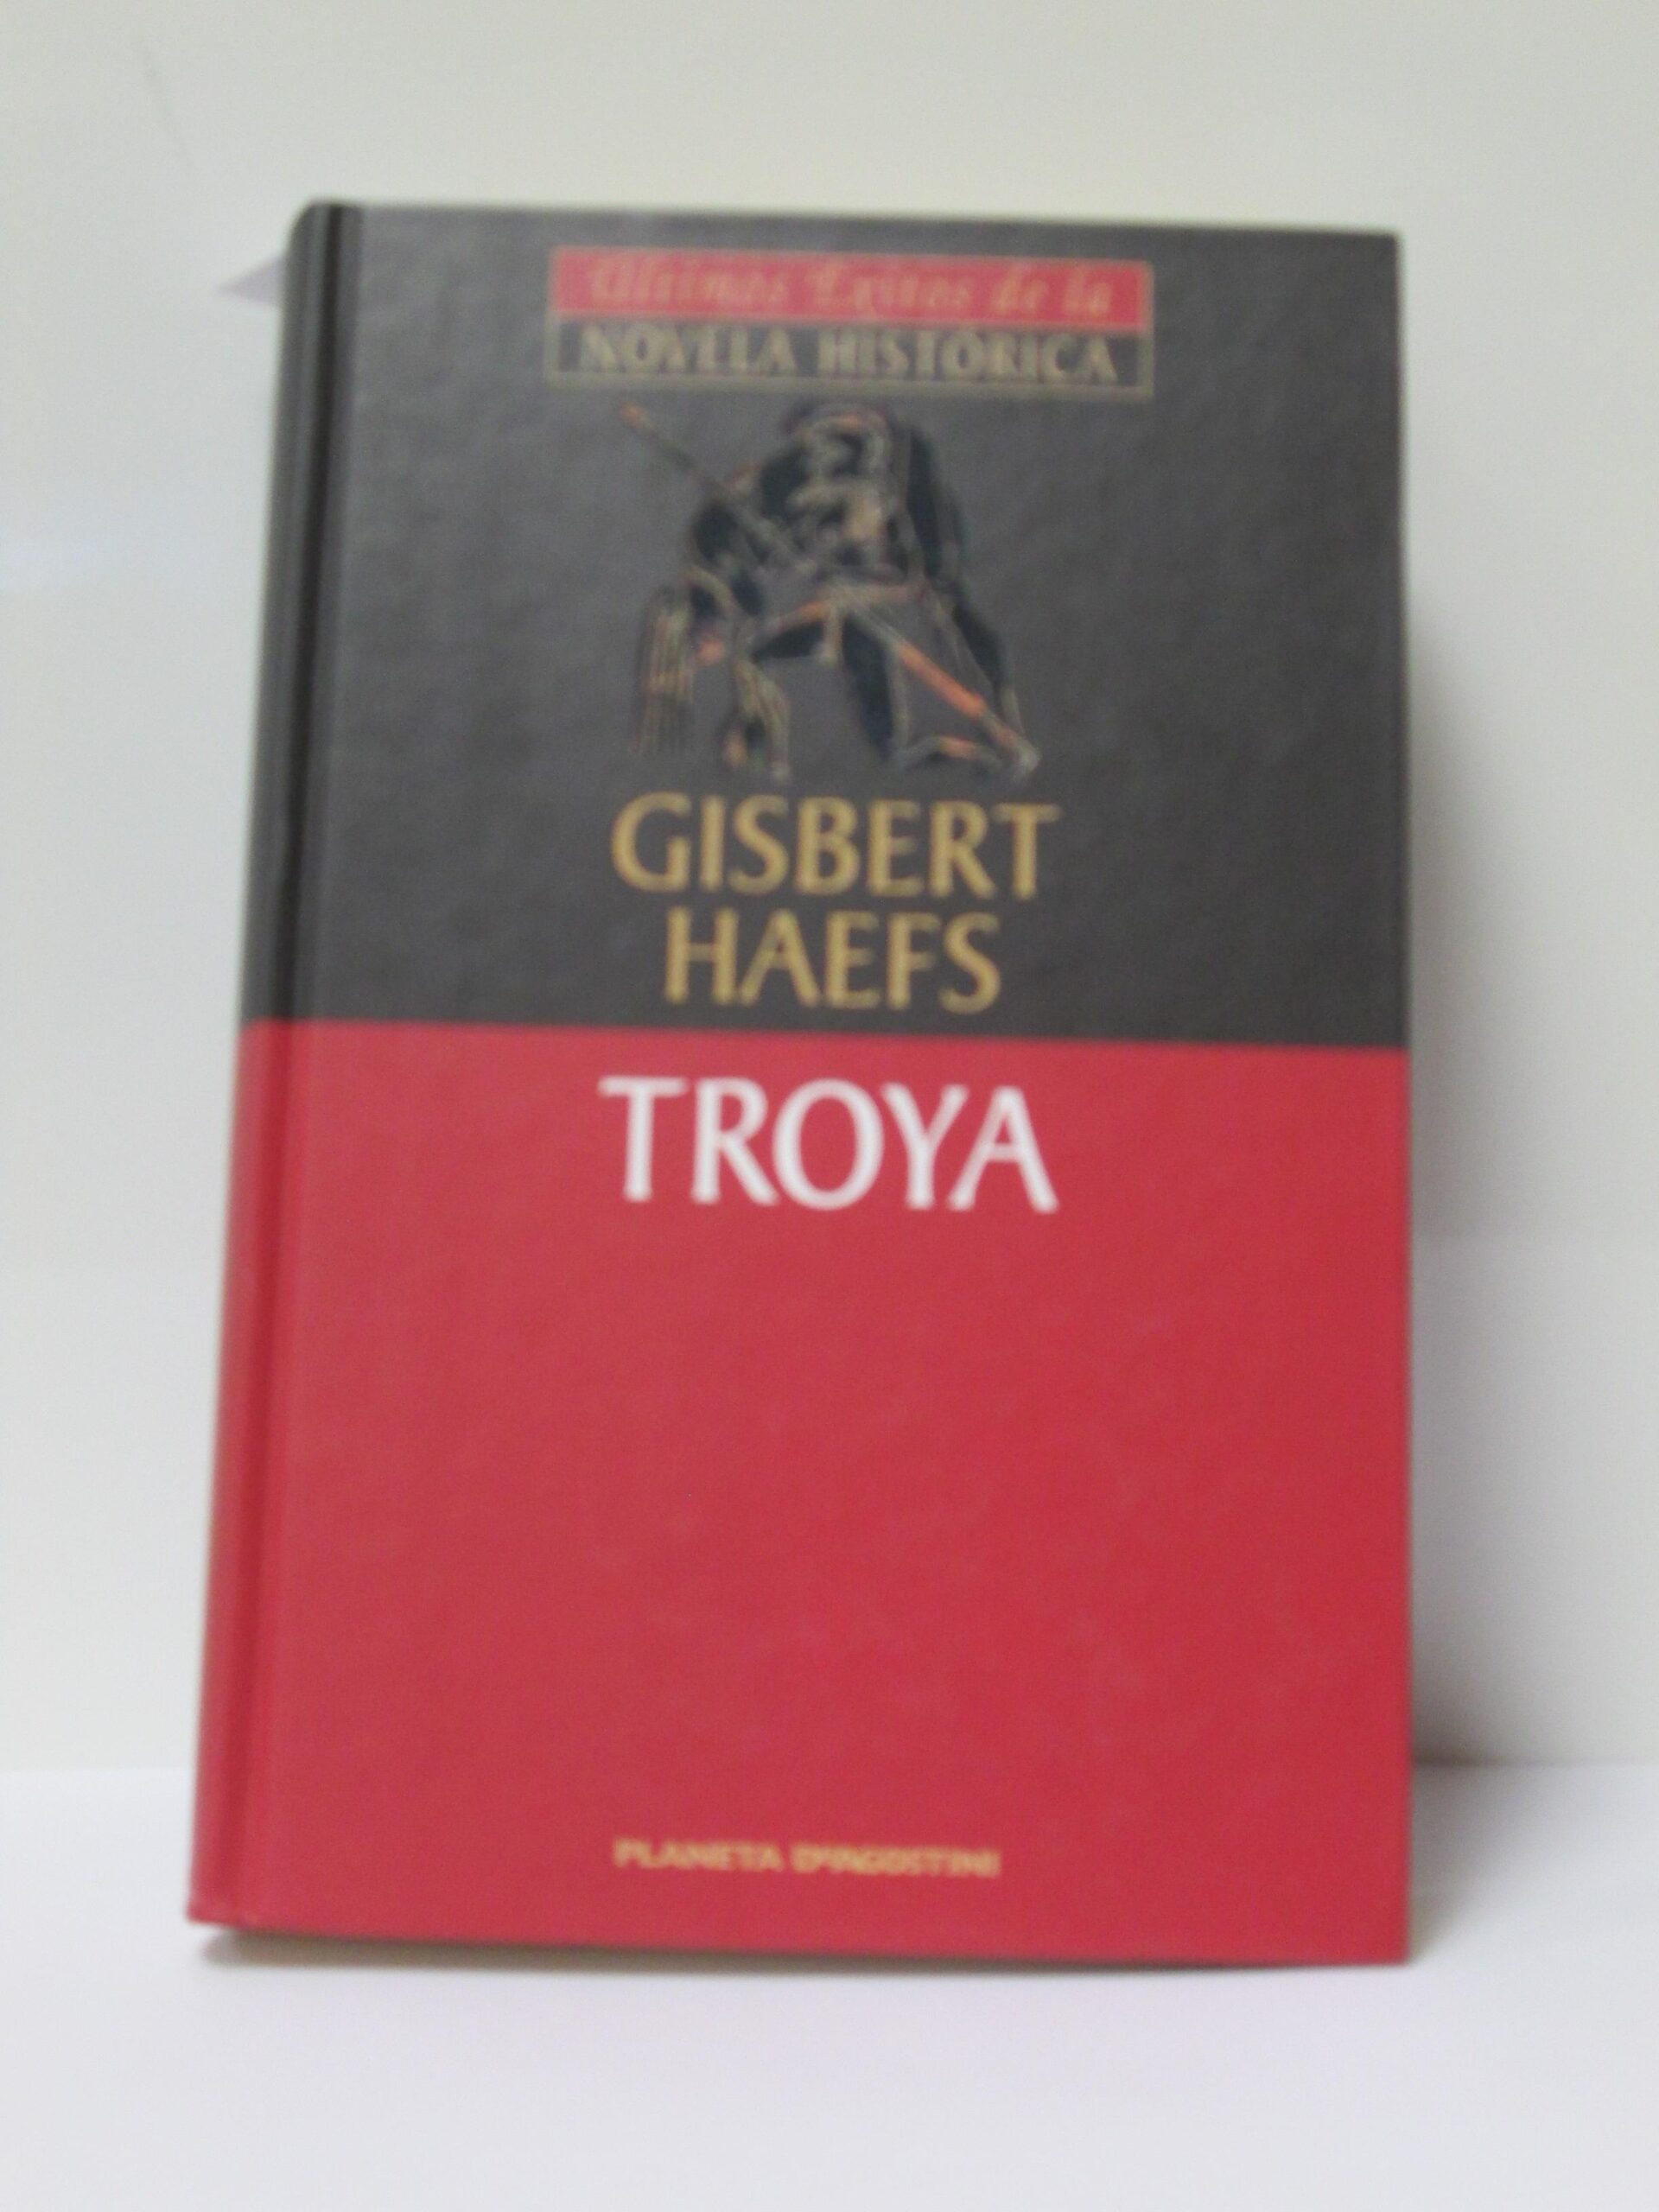 Últimos Éxitos de la
NOVELA HISTÓRICA
GISBERT
HAEFS
TROYA
PLANETA DEAGOSTINI